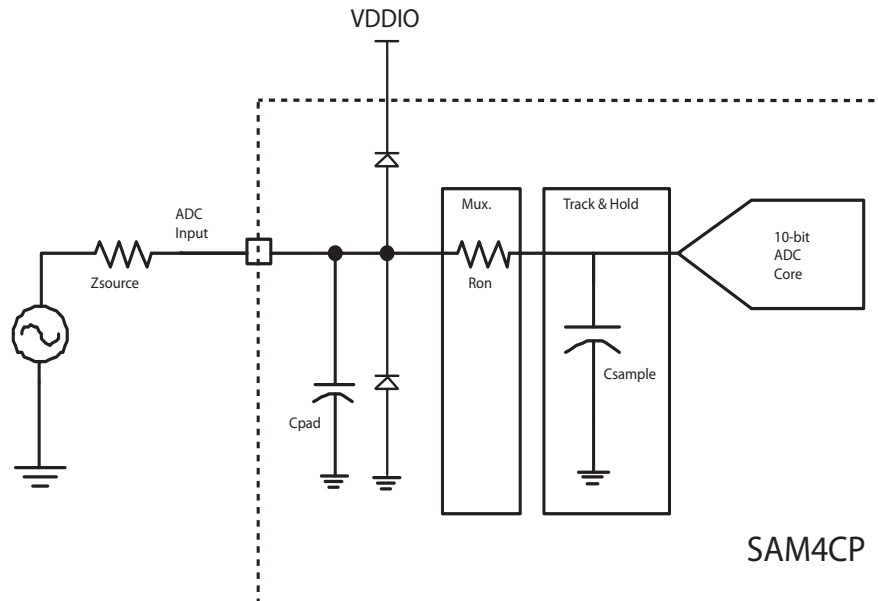 VDDIO
ADC
Input
Mux.
Track & Hold
10-bit
ADC
Core
Zsource
Ron
Csample
Cpad
SAM4CP